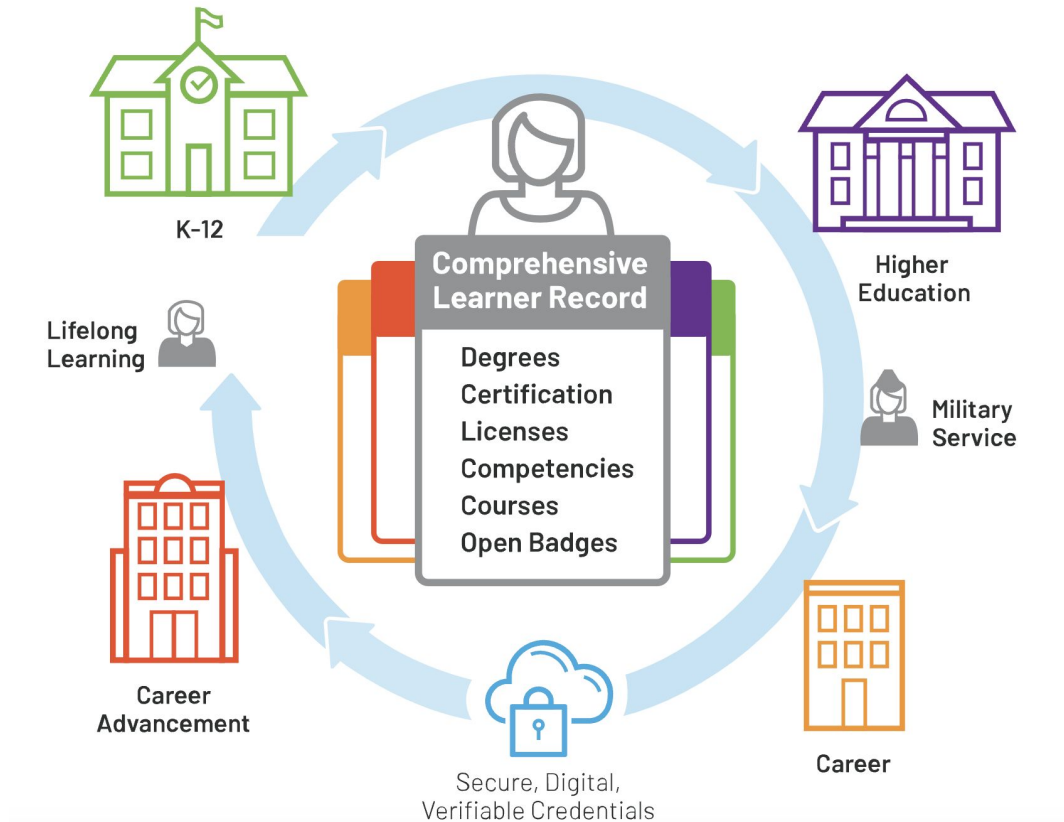 K-12
Comprehensive
Learner Record
Degrees
Certification
Licenses
Competencies
Courses
Open Badges
Higher
Education
Military
Service
Career
Secure, Digital,
Verifiable Credentials
Career
Advancement
Lifelong
Learning